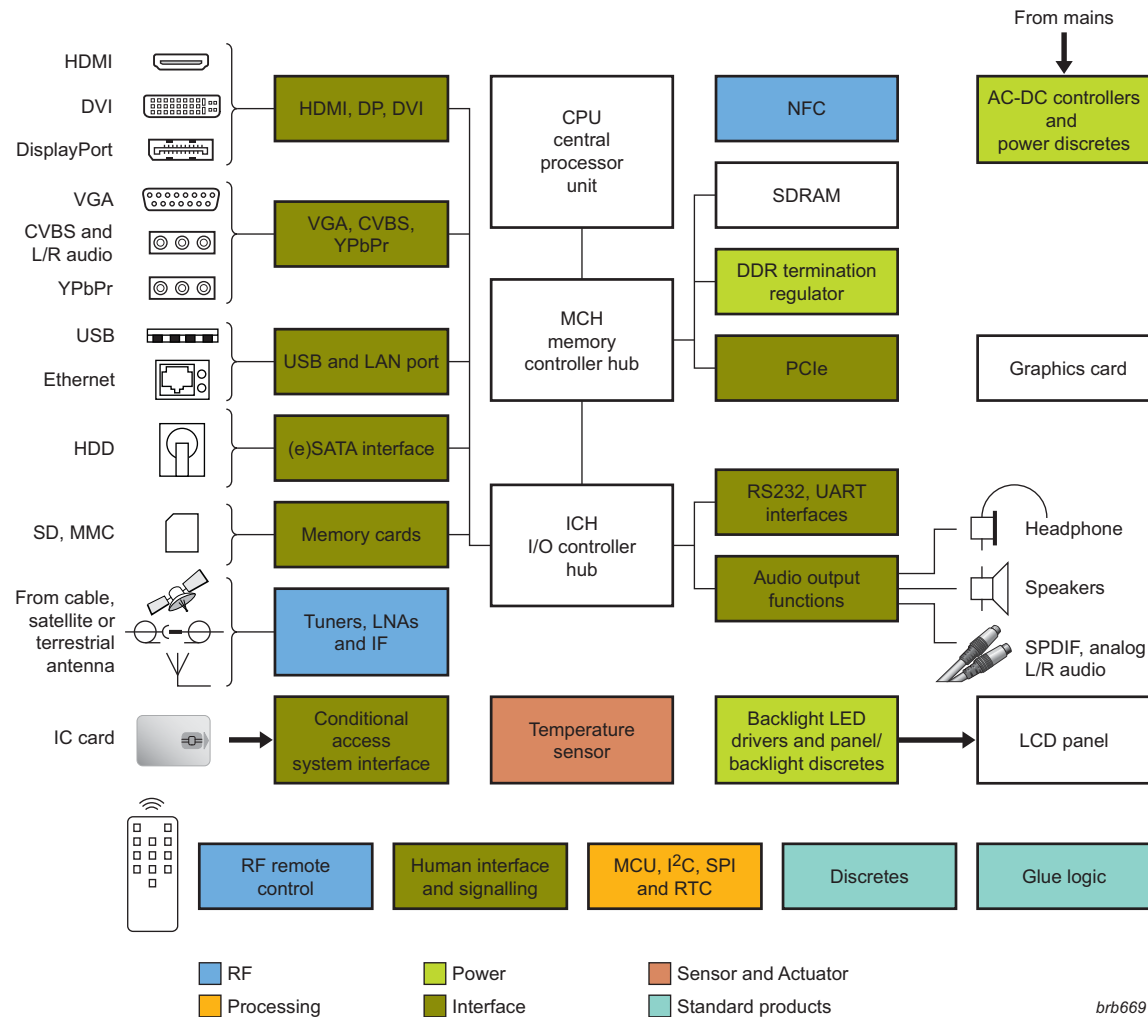 From mains
HDMI
DVI
DisplayPort
HDMI, DP, DVI
CPU
central
processor
unit
NFC
AC-DC controllers
and
power discretes
VGA
CVBS and
L/R audio
YPbPr
VGA, CVBS,
YPbPr
SDRAM
DDR termination
regulator
USB
Ethernet
USB and LAN port
MCH
memory
controller hub
PCIe
Graphics card
HDD
(e)SATA interface
SD, MMC
Memory cards
ICH
I/O controller
hub
RS232, UART
interfaces
Audio output
functions
Headphone
Speakers
SPDIF, analog
L/R audio
From cable,
satellite or
terrestrial
antenna
Tuners, LNAs
and IF
IC card
Conditional
access
system interface
Temperature
sensor
Backlight LED
drivers and panel/
backlight discretes
LCD panel
RF remote
control
Human interface
and signalling
MCU, I²C, SPI
and RTC
Discretes
Glue logic
RF
Power
Sensor and Actuator
Processing
Interface
Standard products
brb669